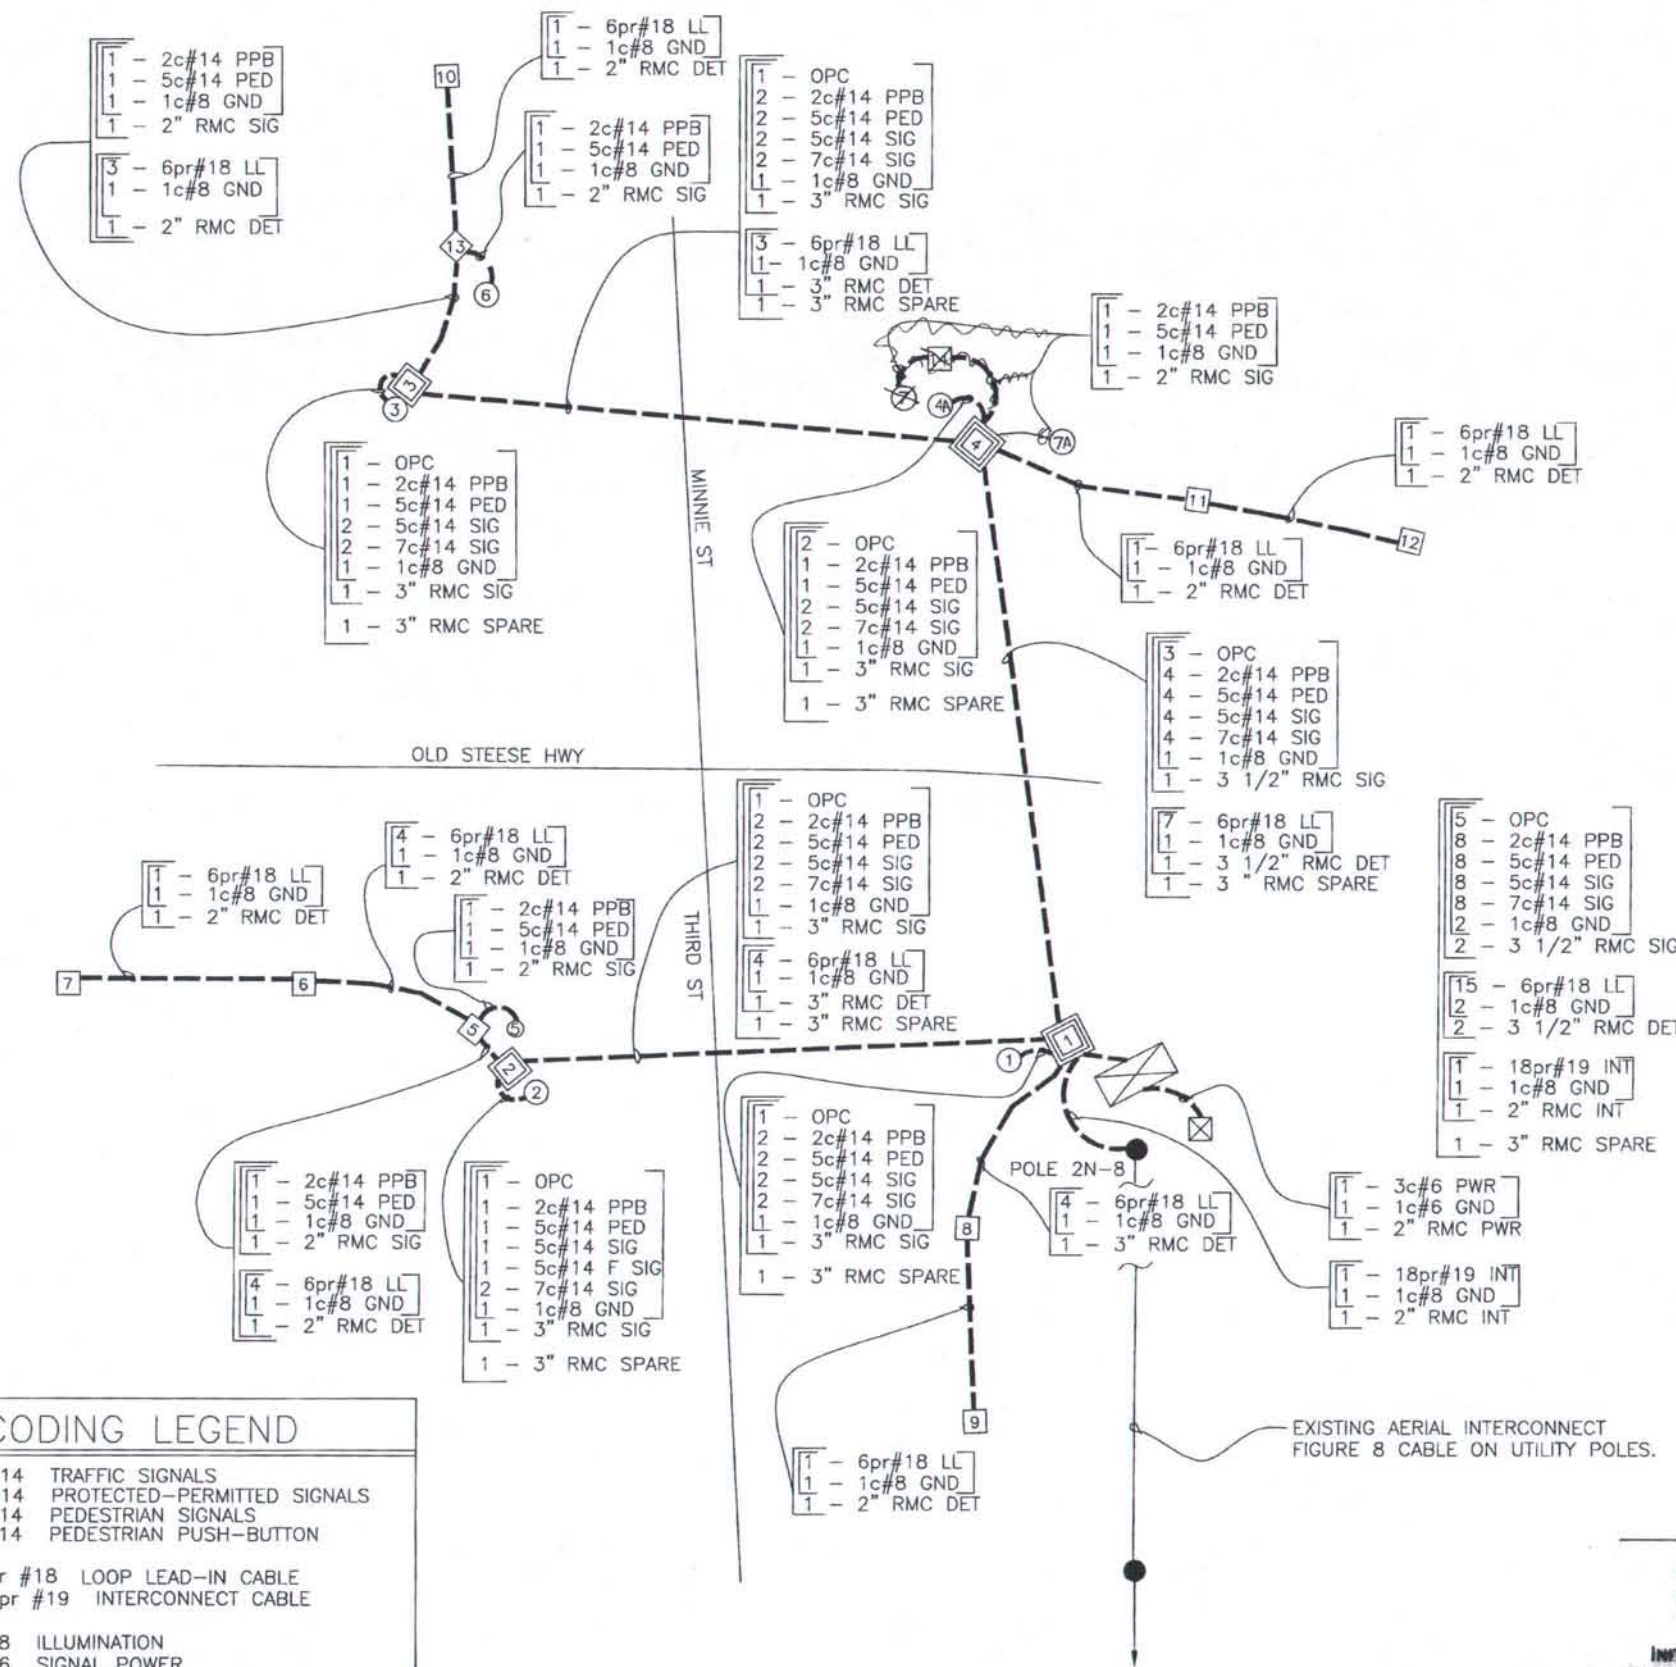 1 - 2c#14 PPB
1 - 5c#14 PED
1 - 1c#8 GND
1 - 2" RMC SIG
3 - 6pr#18 LL
1 - 1c#8 GND
1 - 2" RMC DET
10
1 - 6pr#18 LL
1 - 1c#8 GND
1 - 2" RMC DET
1 - 2c#14 PPB
1 - 5c#14 PED
1 - 1c#8 GND
1 - 2" RMC SIG
13
6
1 - OPC
2 - 2c#14 PPB
2 - 5c#14 PED
2 - 5c#14 SIG
2 - 7c#14 SIG
1 - 1c#8 GND
1 - 3" RMC SIG
3 - 6pr#18 LL
1- 1c#8 GND
1 - 3" RMC DET
1 - 3" RMC SPARE
1 - 2c#14 PPB
1 - 5c#14 PED
1 - 1c#8 GND
1 - 2" RMC SIG
3
3
14
7
4A
4
7A
1 - 6pr#18 LL
1 - 1c#8 GND
1 - 2" RMC DET
11
12
1 - OPC
1 - 2c#14 PPB
1 - 5c#14 PED
2 - 5c#14 SIG
2 - 7c#14 SIG
1 - 1c#8 GND
1 - 3" RMC SIG
1 - 3" RMC SPARE
MINNIE ST
2 - OPC
1 - 2c#14 PPB
1 - 5c#14 PED
2 - 5c#14 SIG
2 - 7c#14 SIG
1 - 1c#8 GND
1 - 3" RMC SIG
1 - 3" RMC SPARE
1- 6pr#18 LL
1 - 1c#8 GND
1 - 2" RMC DET
3 - OPC
4 - 2c#14 PPB
4 - 5c#14 PED
4 - 5c#14 SIG
4 - 7c#14 SIG
1 - 1c#8 GND
1 - 3 1/2" RMC SIG
7 - 6pr#18 LL
1 - 1c#8 GND
1 - 3 1/2" RMC DET
1 - 3 " RMC SPARE
OLD STEESE HWY
1 - 6pr#18 LL
1 - 1c#8 GND
1 - 2" RMC DET
4 - 6pr#18 LL
1 - 1c#8 GND
1 - 2" RMC DET
1 - 2c#14 PPB
1 - 5c#14 PED
1 - 1c#8 GND
1 - 2" RMC SIG
THIRD ST
1 - OPC
2 - 2c#14 PPB
2 - 5c#14 PED
2 - 5c#14 SIG
2 - 7c#14 SIG
1 - 1c#8 GND
1 - 3" RMC SIG
4 - 6pr#18 LL
1 - 1c#8 GND
1 - 3" RMC DET
1 - 3" RMC SPARE
5 - OPC
8 - 2c#14 PPB
8 - 5c#14 PED
8 - 5c#14 SIG
8 - 7c#14 SIG
2 - 1c#8 GND
2 - 3 1/2" RMC SIG
15 - 6pr#18 LL
2 - 1c#8 GND
2 - 3 1/2" RMC DET
1 - 18pr#19 INT
1 - 1c#8 GND
1 - 2" RMC INT
1 - 3" RMC SPARE
7
6
5
5
2
2
1
1
1 - 2c#14 PPB
1 - 5c#14 PED
1 - 1c#8 GND
1 - 2" RMC SIG
4 - 6pr#18 LL
1 - 1c#8 GND
1 - 2" RMC DET
1 - OPC
1 - 2c#14 PPB
1 - 5c#14 PED
1 - 5c#14 SIG
1 - 5c#14 F SIG
2 - 7c#14 SIG
1 - 1c#8 GND
1 - 3" RMC SIG
1 - 3" RMC SPARE
1 - OPC
2 - 2c#14 PPB
2 - 5c#14 PED
2 - 5c#14 SIG
2 - 7c#14 SIG
1 - 1c#8 GND
1 - 3" RMC SIG
1 - 3" RMC SPARE
POLE 2N-8
8
4 - 6pr#18 LL
1 - 1c#8 GND
1 - 3" RMC DET
1 - 3c#6 PWR
1 - 1c#6 GND
1 - 2" RMC PWR
1 - 18pr#19 INT
1 - 1c#8 GND
1 - 2" RMC INT
9
1 - 6pr#18 LL
1 - 1c#8 GND
1 - 2" RMC DET
EXISTING AERIAL INTERCONNECT
FIGURE 8 CABLE ON UTILITY POLES.
CODING LEGEND
14 TRAFFIC SIGNALS
14 PROTECTED-PERMITTED SIGNALS
14 PEDESTRIAN SIGNALS
14 PEDESTRIAN PUSH-BUTTON
r #18 LOOP LEAD-IN CABLE
pr #19 INTERCONNECT CABLE
8 ILLUMINATION
6 SIGNAL POWER